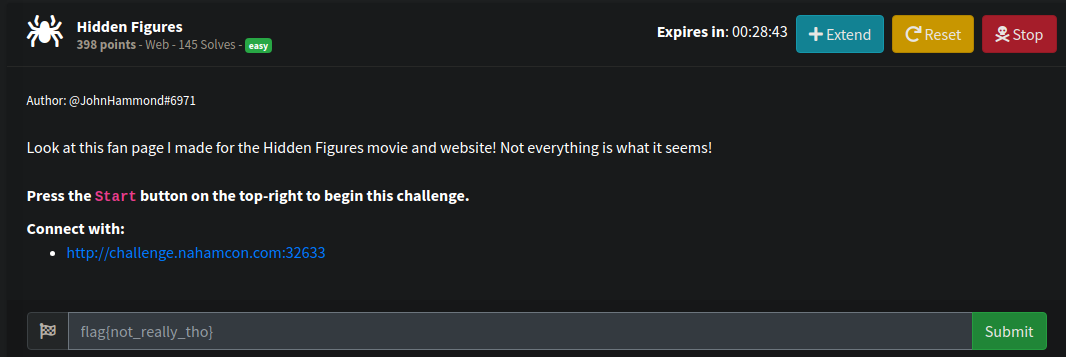 Hidden Figures
398 points - Web - 145 Solves - easy
Expires in: 00:28:43
Extend
Reset
Stop
Author: @JohnHammond#6971
Look at this fan page I made for the Hidden Figures movie and website! Not everything is what it seems!
Press the Start button on the top-right to begin this challenge.
Connect with:
http://challenge.nahamcon.com:32633
flag{not_really_tho}
Submit